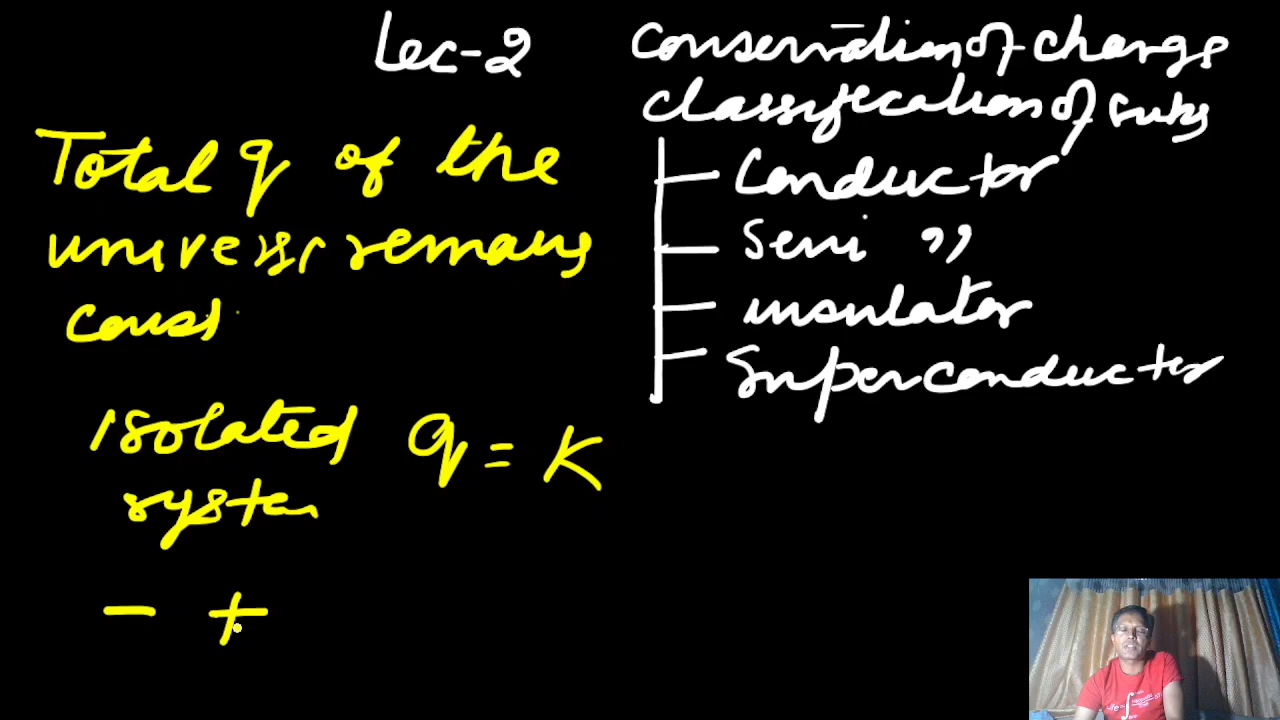 Lec-2
conservation of charge
classification of subs
Conductor
Semi ,,
insulator
Superconductor
Total q of the
universe remains
const
isolated q = K
system
- +